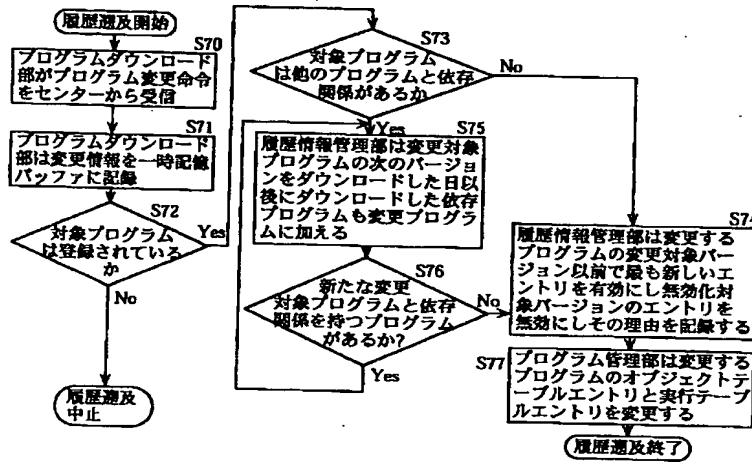 履歴遡及開始
S70
プログラムダウンロード
部がプログラム変更命令
をセンターから受信
S71
プログラムダウンロード
部は変更情報を一時記憶
バッファに記録
S72
対象プログラム
は登録されている
か
Yes
No
履歴遡及
中止
S73
対象プログラム
は他のプログラムと依存
関係があるか
No
Yes
S75
履歴情報管理部は変更対象
プログラムの次のバージョ
ンをダウンロードした日以
後にダウンロードした依存
プログラムも変更プログラ
ムに加える
S76
新たな変更
対象プログラムと依存
関係を持つプログラム
があるか?
No
Yes
S74
履歴情報管理部は変更する
プログラムの変更対象バー
ジョン以前で最も新しいエ
ントリを有効にし無効化対
象バージョンのエントリを
無効にしその理由を記録する
S77
プログラム管理部は変更する
プログラムのオブジェクトテ
ーブルエントリと実行テーブ
ルエントリを変更する
履歴遡及終了